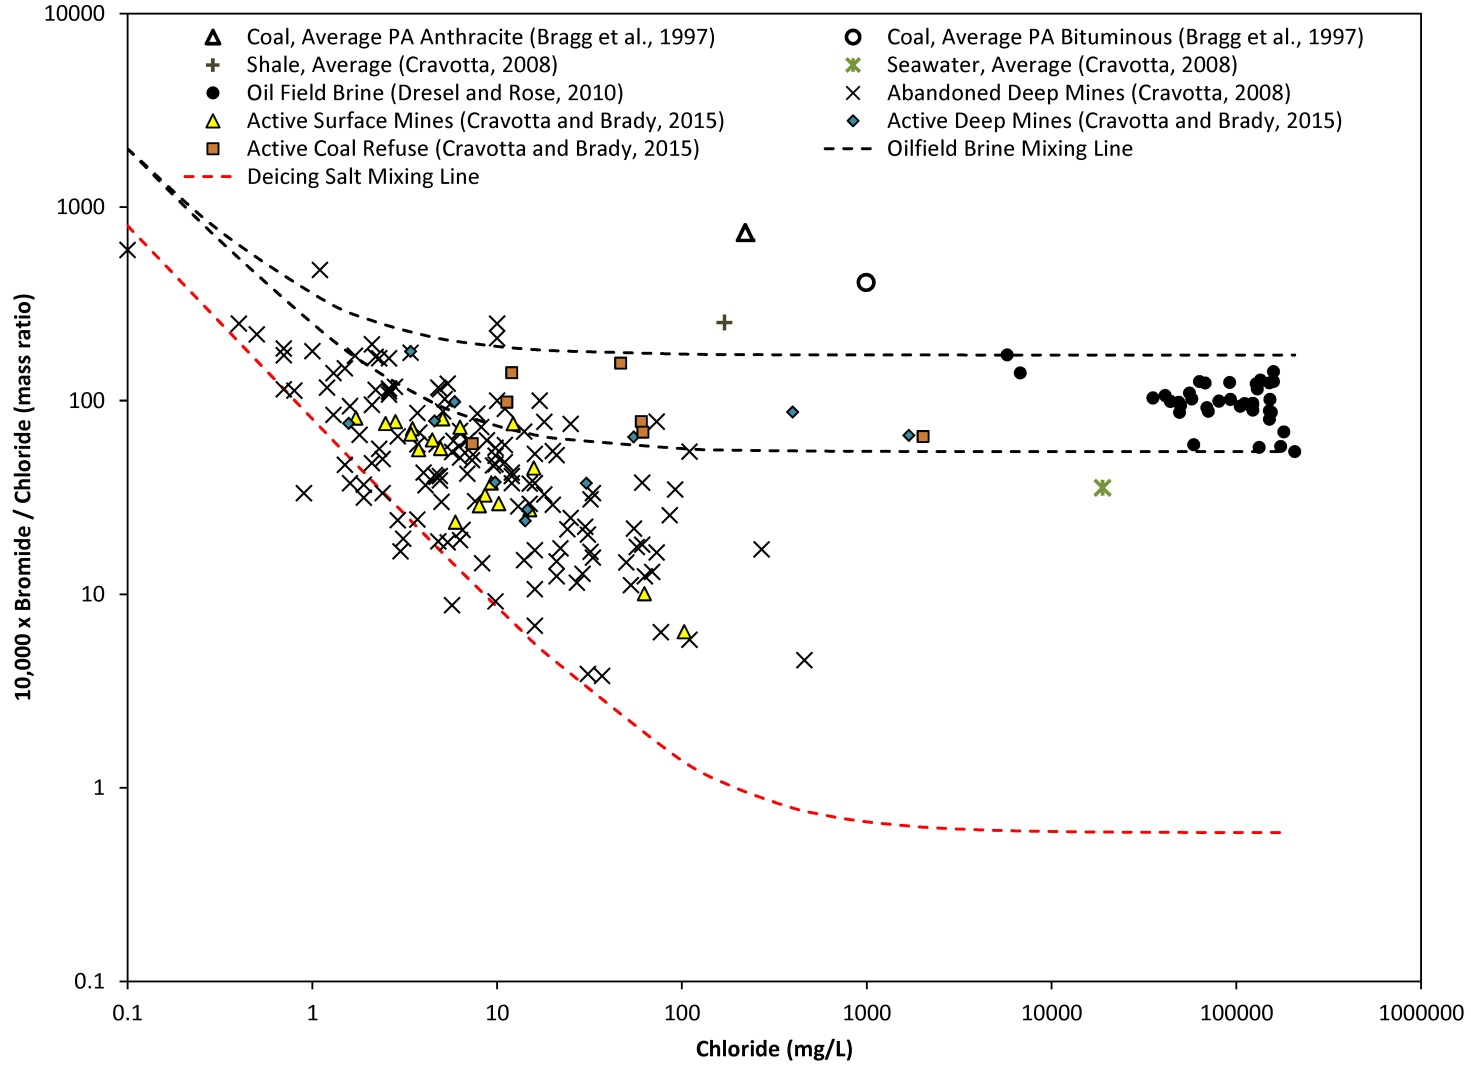 10000
Coal, Average PA Anthracite (Bragg et al., 1997)
Coal, Average PA Bituminous (Bragg et al., 1997)
Shale, Average (Cravotta, 2008)
Seawater, Average (Cravotta, 2008)
Oil Field Brine (Dresel and Rose, 2010)
Abandoned Deep Mines (Cravotta, 2008)
Active Surface Mines (Cravotta and Brady, 2015)
Active Deep Mines (Cravotta and Brady, 2015)
Active Coal Refuse (Cravotta and Brady, 2015)
Oilfield Brine Mixing Line
Deicing Salt Mixing Line
1000
100
10
1
0.1
10,000 x Bromide / Chloride (mass ratio)
0.1 1 10 100 1000 10000 100000 1000000
Chloride (mg/L)